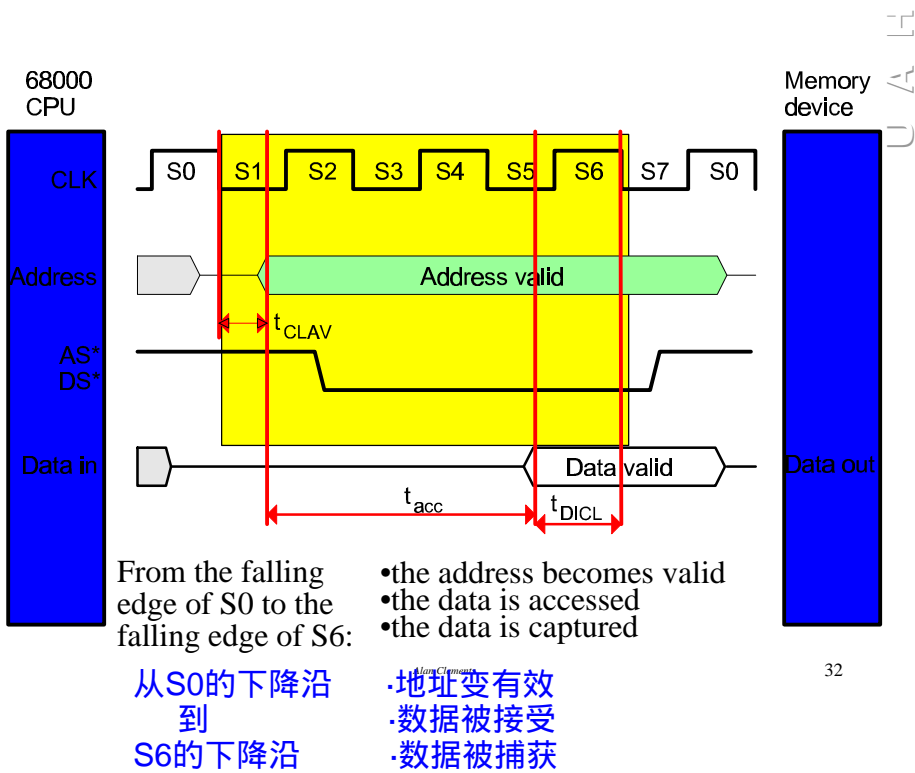 U A H
68000
CPU
Memory
device
CLK
S0 S1 S2 S3 S4 S5 S6 S7 S0
Address
Address valid
tCLAV
AS*
DS*
Data in
Data valid
Data out
tacc
tDICL
From the falling
edge of S0 to the
falling edge of S6:
•the address becomes valid
•the data is accessed
•the data is captured
Alan Clements
32
从S0的下降沿
到
S6的下降沿
·地址变有效
·数据被接受
·数据被捕获